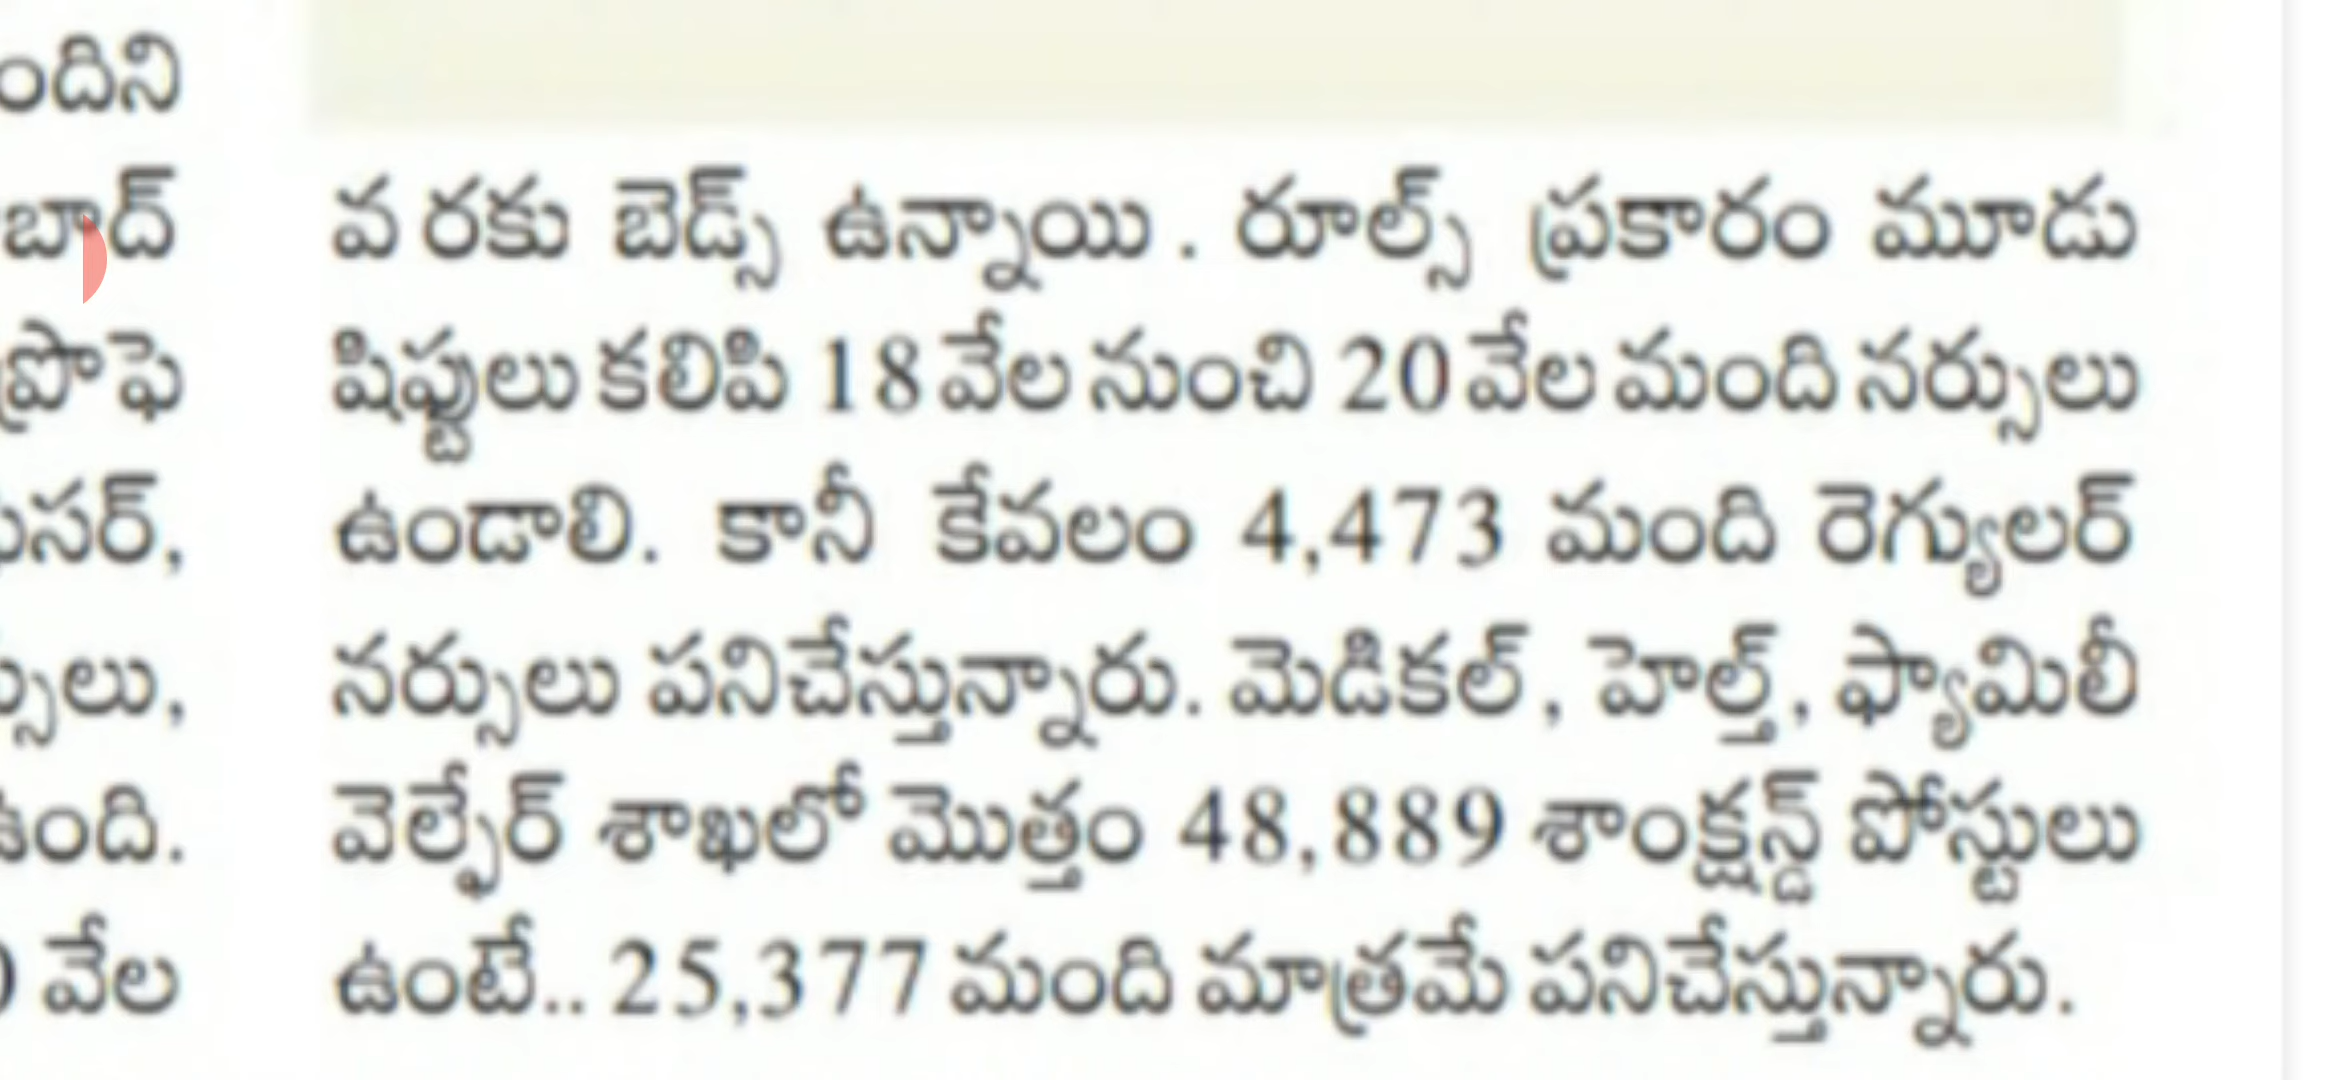 ందిని
బాద్
ప్రొఫె
సర్,
ర్సులు,
ఉంది.
వేల
వ రకు బెడ్స్ ఉన్నాయి. రూల్స్ ప్రకారం మూడు
షిఫ్టులు కలిపి 18 వేల నుంచి 20 వేల మంది నర్సులు
ఉండాలి. కానీ కేవలం 4,473 మంది రెగ్యులర్
నర్సులు పనిచేస్తున్నారు. మెడికల్, హెల్త్, ఫ్యామిలీ
వెల్ఫేర్ శాఖలో మొత్తం 48,889 శాంక్షన్డ్ పోస్టులు
ఉంటే.. 25,377 మంది మాత్రమే పనిచేస్తున్నారు.